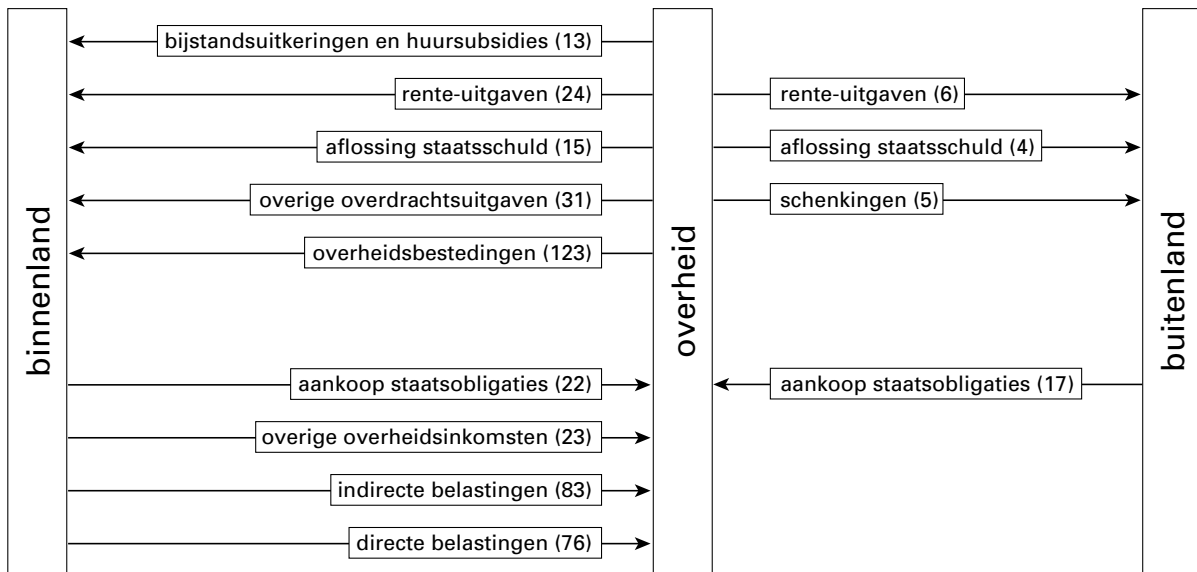 binnenland
overheid
buitenland
bijstandsuitkeringen en huursubsidies (13)
rente-uitgaven (24)
rente-uitgaven (6)
aflossing staatsschuld (15)
aflossing staatsschuld (4)
overige overdrachtsuitgaven (31)
schenkingen (5)
overheidsbestedingen (123)
aankoop staatsobligaties (22)
aankoop staatsobligaties (17)
overige overheidsinkomsten (23)
indirecte belastingen (83)
directe belastingen (76)